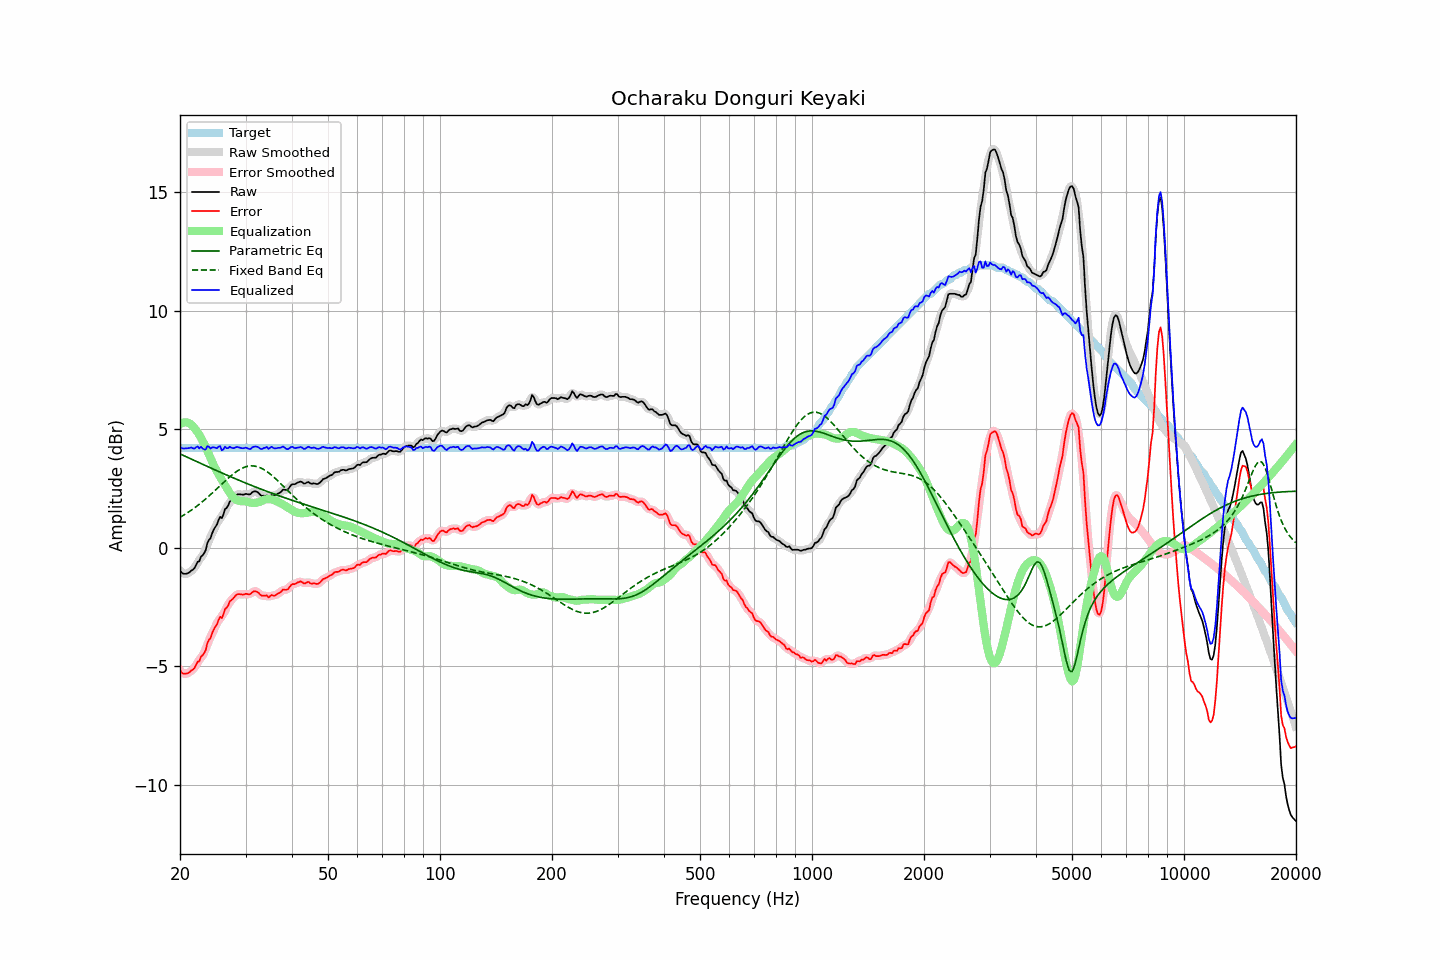 Ocharaku Donguri Keyaki
Target
Raw Smoothed
Error Smoothed
Raw
Error
Equalization
Parametric Eq
Fixed Band Eq
Equalized
Amplitude (dBr)
15
10
5
0
−5
−10
20 50 100 200 500 1000 2000 5000 10000 20000
Frequency (Hz)